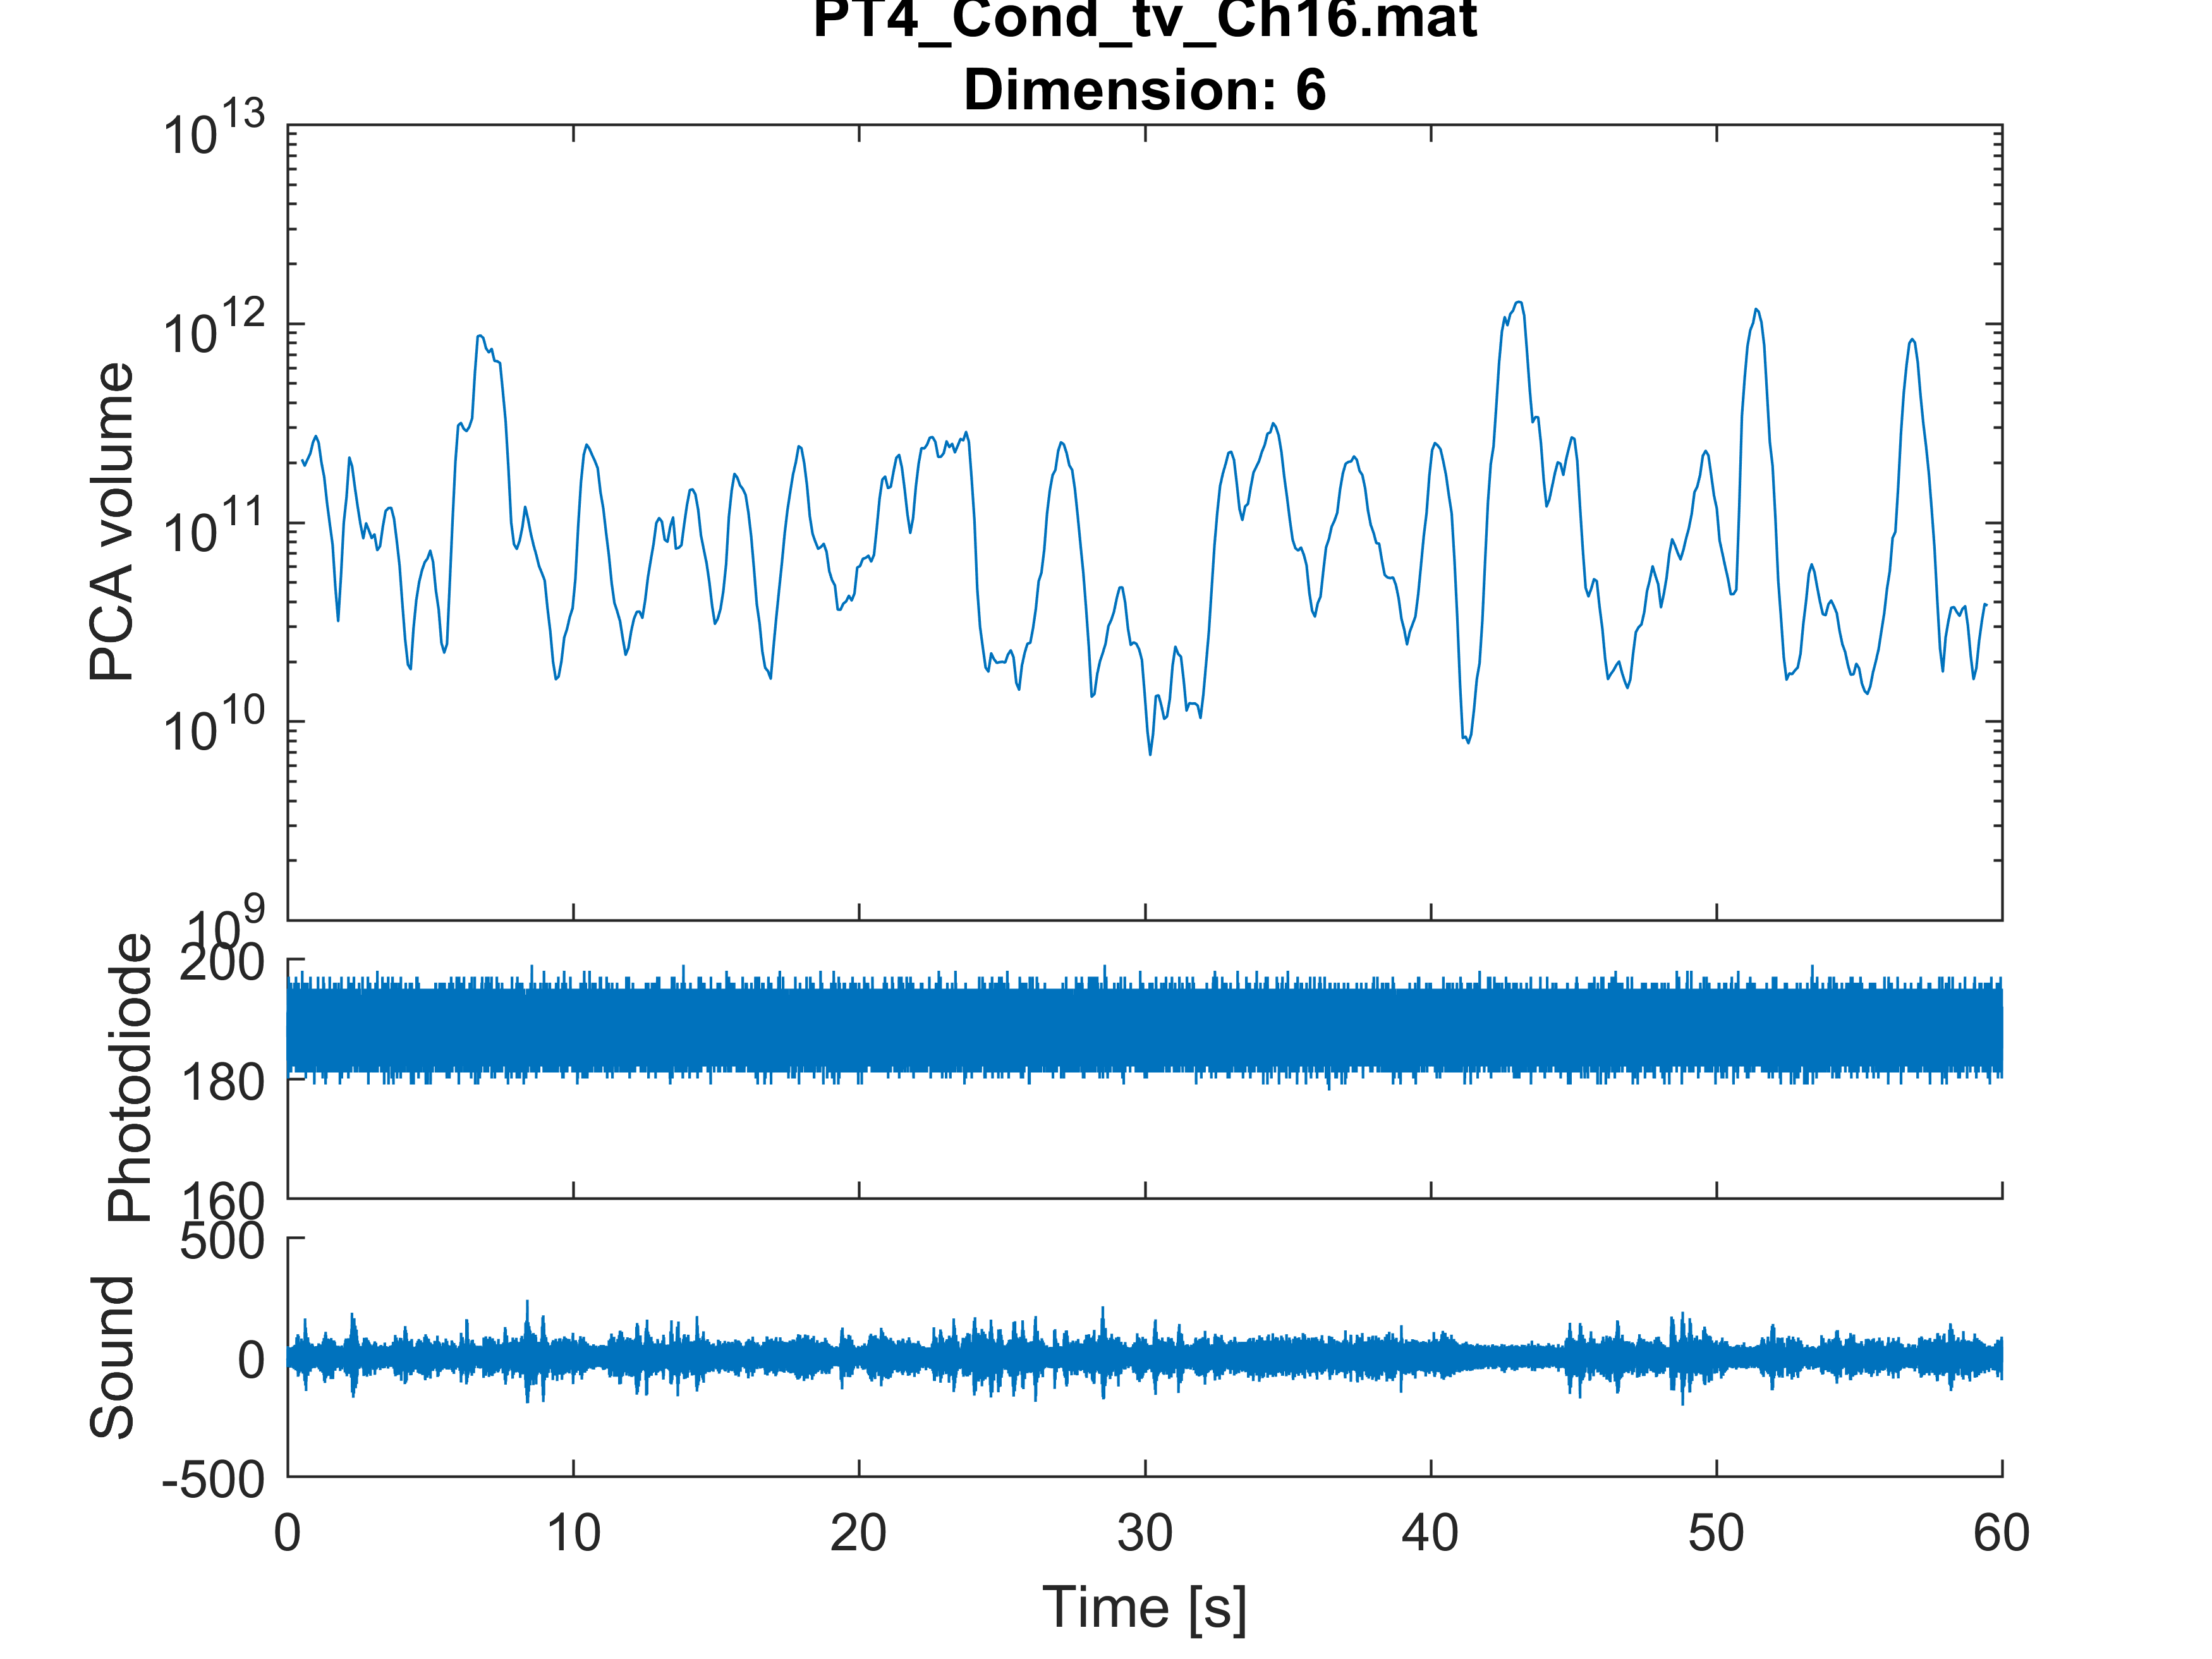 PT4_Cond_tv_Ch16.mat
Dimension: 6
10^13
10^12
10^11
10^10
10^9
PCA volume
200
180
160
Photodiode
500
0
-500
Sound
0 10 20 30 40 50 60
Time [s]